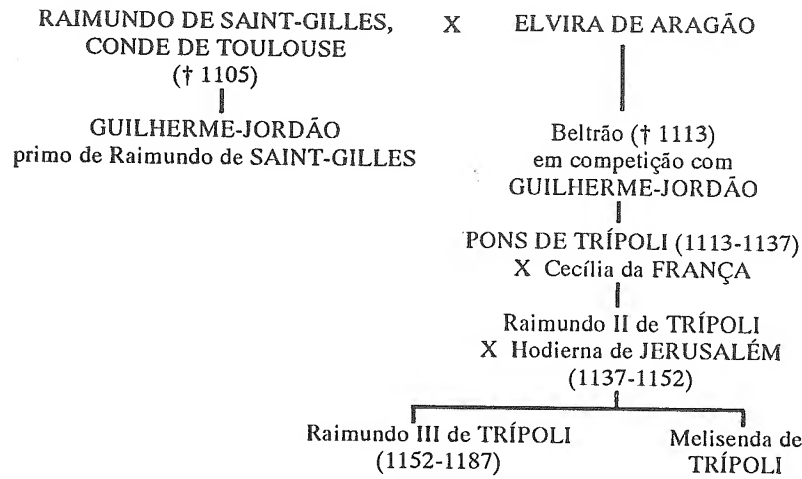 RAIMUNDO DE SAINT-GILLES, X ELVIRA DE ARAGÃO
CONDE DE TOULOUSE
(† 1105)
GUILHERME-JORDÃO
primo de Raimundo de SAINT-GILLES
Beltrão († 1113)
em competição com
GUILHERME-JORDÃO
PONS DE TRÍPOLI (1113-1137)
X Cecília da FRANÇA
Raimundo II de TRÍPOLI
X Hodierna de JERUSALÉM
(1137-1152)
Raimundo III de TRÍPOLI
(1152-1187)
Melisenda de
TRÍPOLI